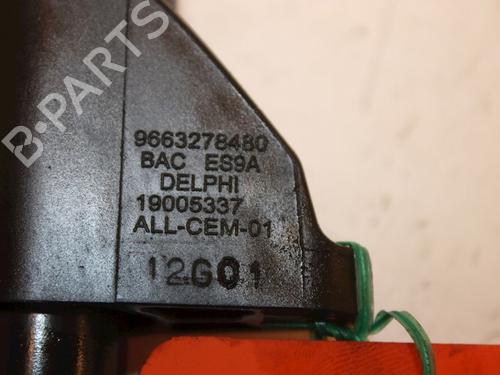 B-PARTS
9663278480
BAC ES9A
DELPHI
19005337
ALL-CEM-01
12G01